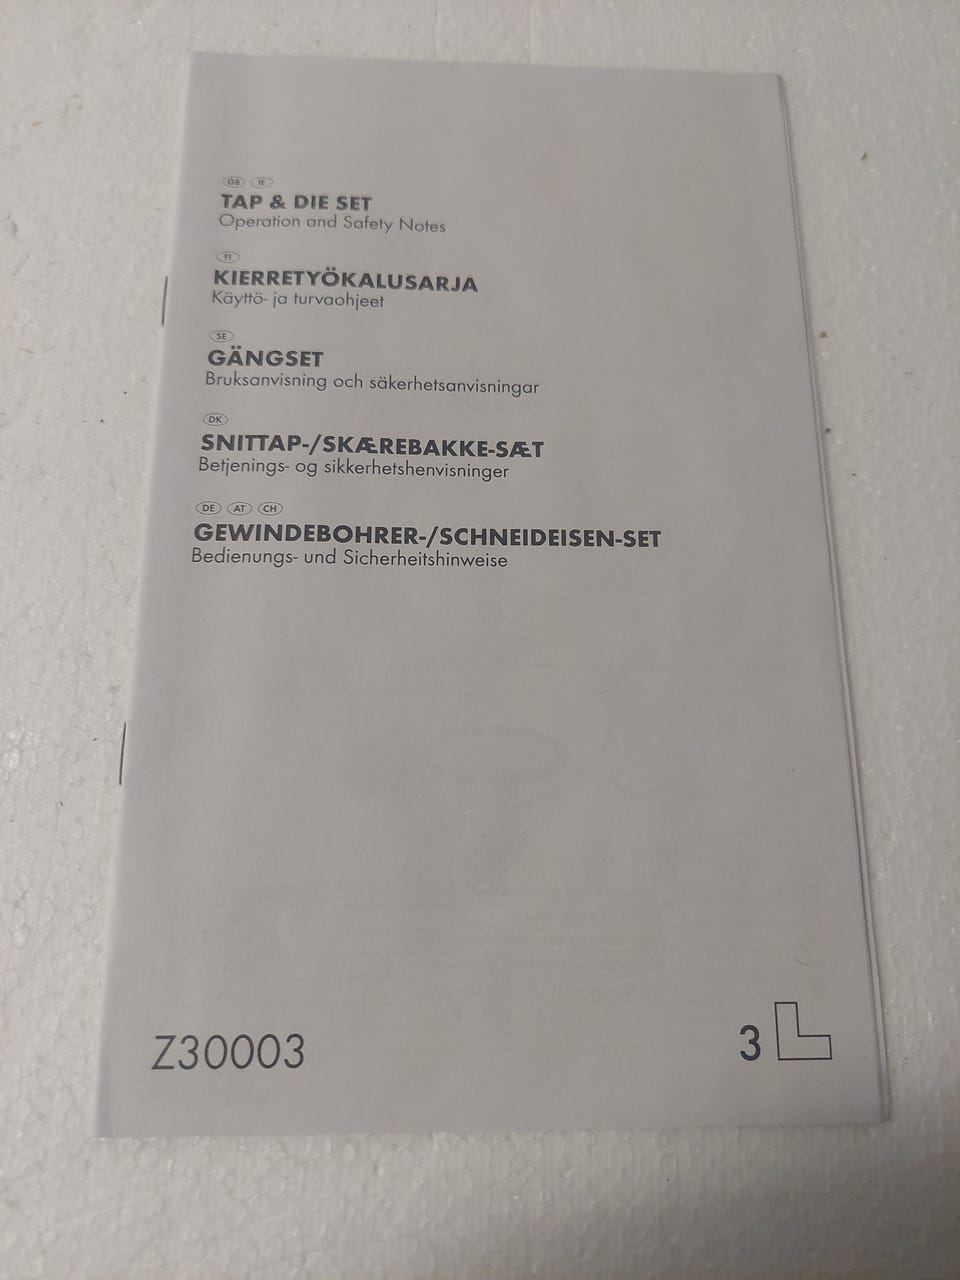 GB IE
TAP & DIE SET
Operation and Safety Notes
FI
KIERRETYÖKALUSARJA
Käyttö- ja turvaohjeet
SE
GÄNGSET
Bruksanvisning och säkerhetsanvisningar
DK
SNITTAP-/SKÆREBAKKE-SÆT
Betjenings- og sikkerhetshenvisninger
DE AT CH
GEWINDEBOHRER-/SCHNEIDEISEN-SET
Bedienungs- und Sicherheitshinweise
Z30003
3 L